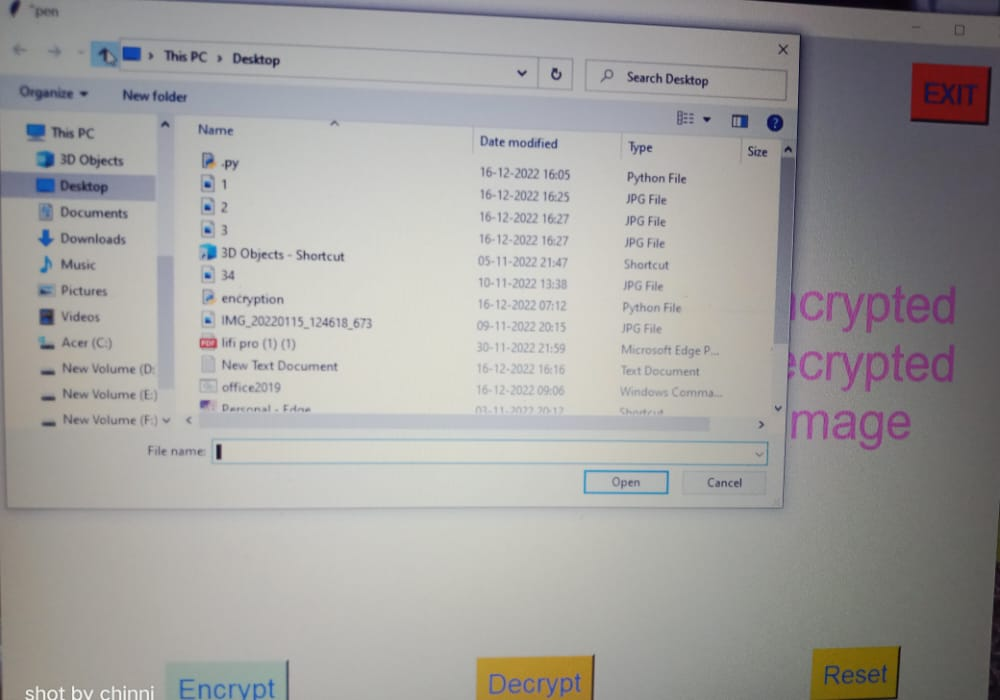 EXIT
This PC > Desktop
Search Desktop
Organize
New folder
Name Date modified Type Size
.py 16-12-2022 16:05 Python File
1 16-12-2022 16:25 JPG File
2 16-12-2022 16:27 JPG File
3 16-12-2022 16:27 JPG File
3D Objects - Shortcut 05-11-2022 21:47 Shortcut
34 10-11-2022 13:38 JPG File
encryption 16-12-2022 07:12 Python File
IMG_20220115_124618_673 09-11-2022 20:15 JPG File
lifi pro (1) (1) 30-11-2022 21:59 Microsoft Edge P...
New Text Document 16-12-2022 16:16 Text Document
office2019 16-12-2022 09:06 Windows Comma...
Personal - Edge 03-11-2022 20:12 Shortcut
This PC
3D Objects
Desktop
Documents
Downloads
Music
Pictures
Videos
Acer (C:)
New Volume (D:
New Volume (E:)
New Volume (F:)
File name:
Open
Cancel
crypted
ecrypted
mage
Encrypt
Decrypt
Reset
shot by chinni